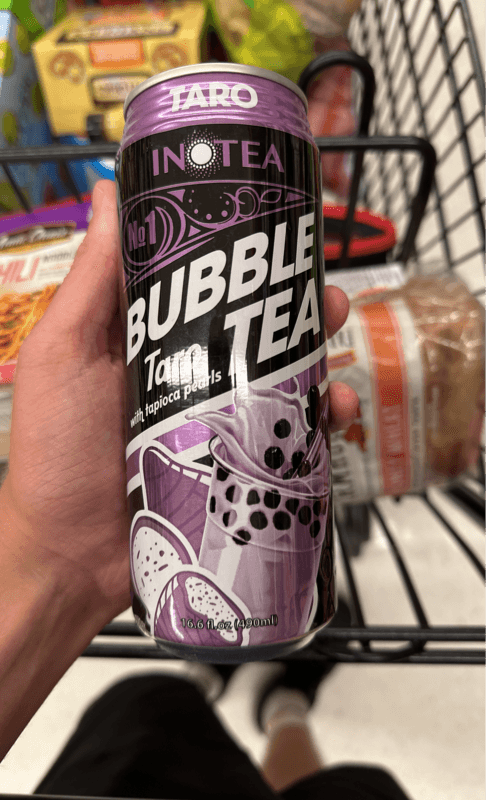 TARO
INOTEA
No1
BUBBLE
TEA
Taro
with tapioca pearls
16.6 fl.oz (490ml)